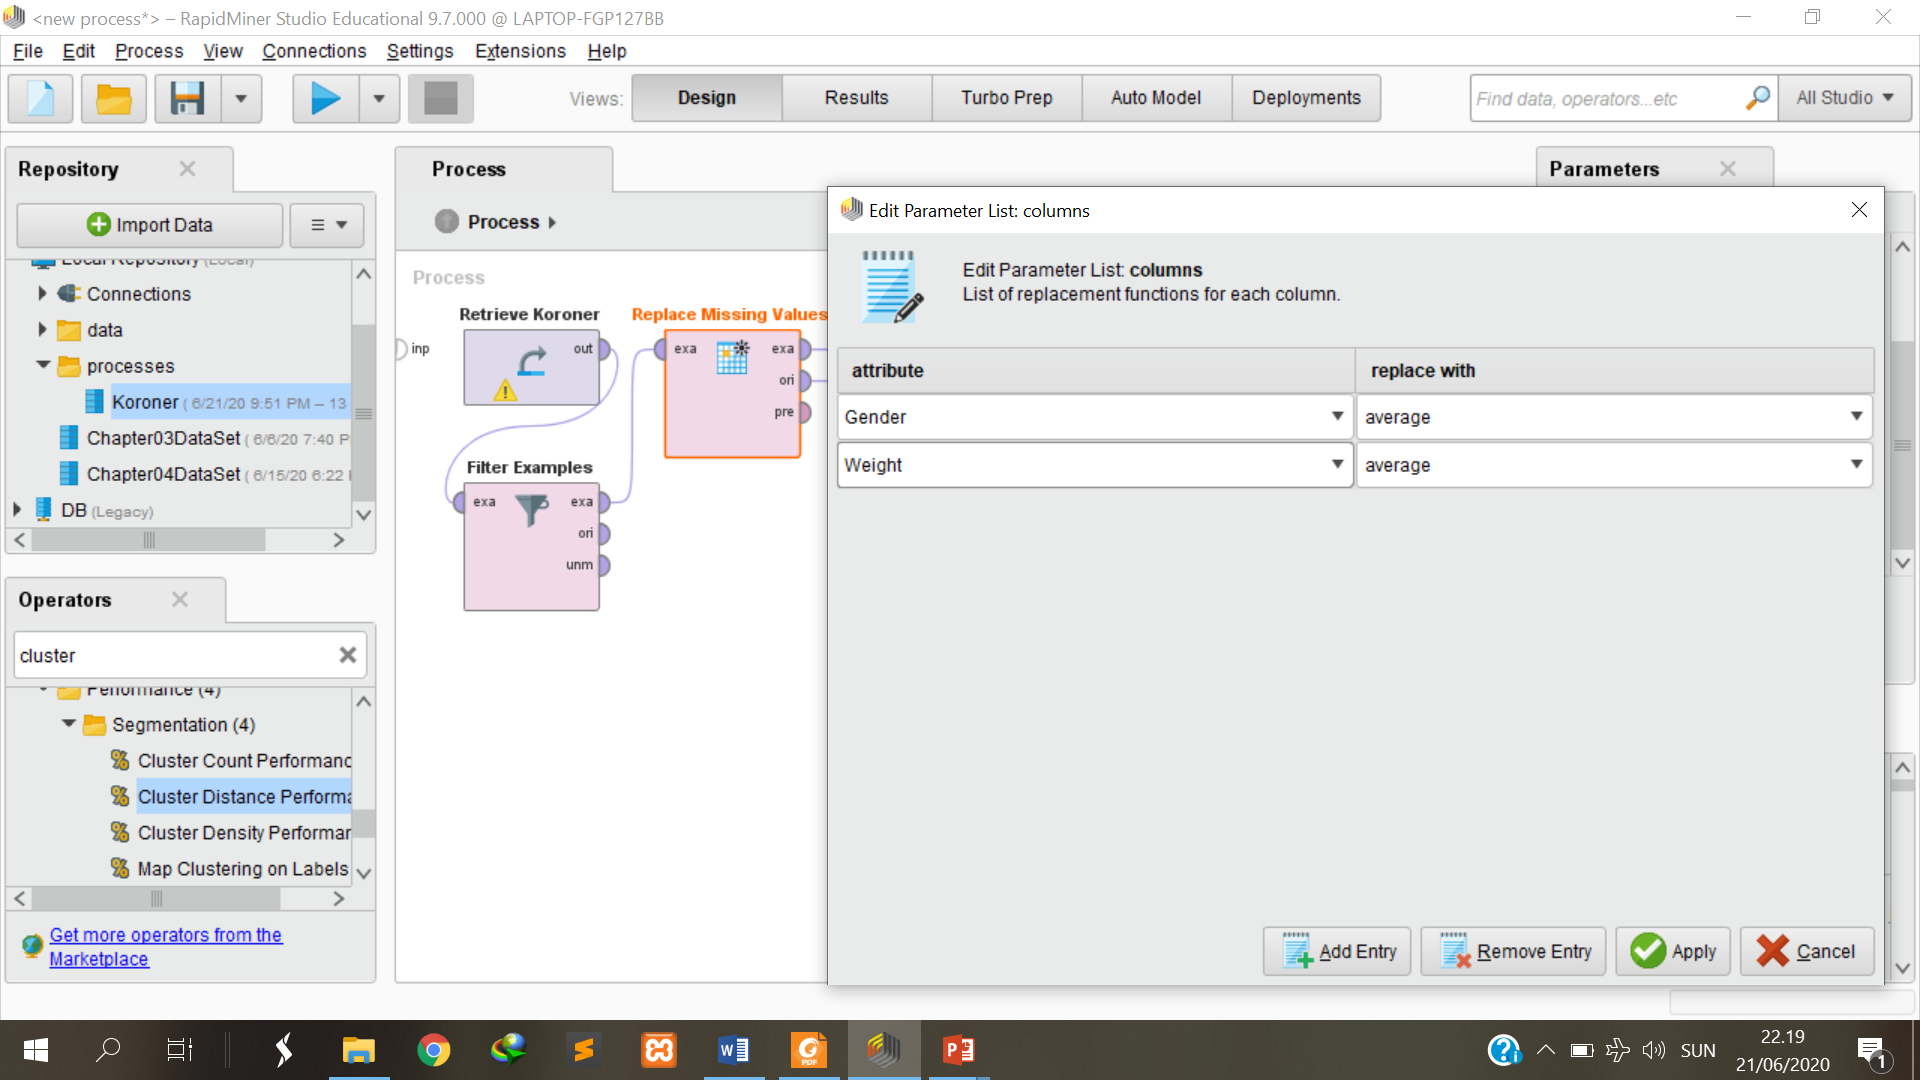 <new process*> – RapidMiner Studio Educational 9.7.000 @ LAPTOP-FGP127BB
File Edit Process View Connections Settings Extensions Help
Views: Design Results Turbo Prep Auto Model Deployments
Find data, operators...etc
All Studio
Repository
Import Data
Local Repository (Local)
Connections
data
processes
Koroner ( 6/21/20 9:51 PM – 13
Chapter03DataSet ( 6/6/20 7:40 P
Chapter04DataSet ( 6/15/20 6:22
DB (Legacy)
Operators
cluster
Performance (4)
Segmentation (4)
Cluster Count Performanc
Cluster Distance Performa
Cluster Density Performan
Map Clustering on Labels
Get more operators from the
Marketplace
Process
Process
Process
Retrieve Koroner
inp
out
Replace Missing Values
exa
exa
ori
pre
Filter Examples
exa
exa
ori
unm
Parameters
Edit Parameter List: columns
Edit Parameter List: columns
List of replacement functions for each column.
attribute replace with
Gender average
Weight average
Add Entry
Remove Entry
Apply
Cancel
PDF
SUN
22.19
21/06/2020
1